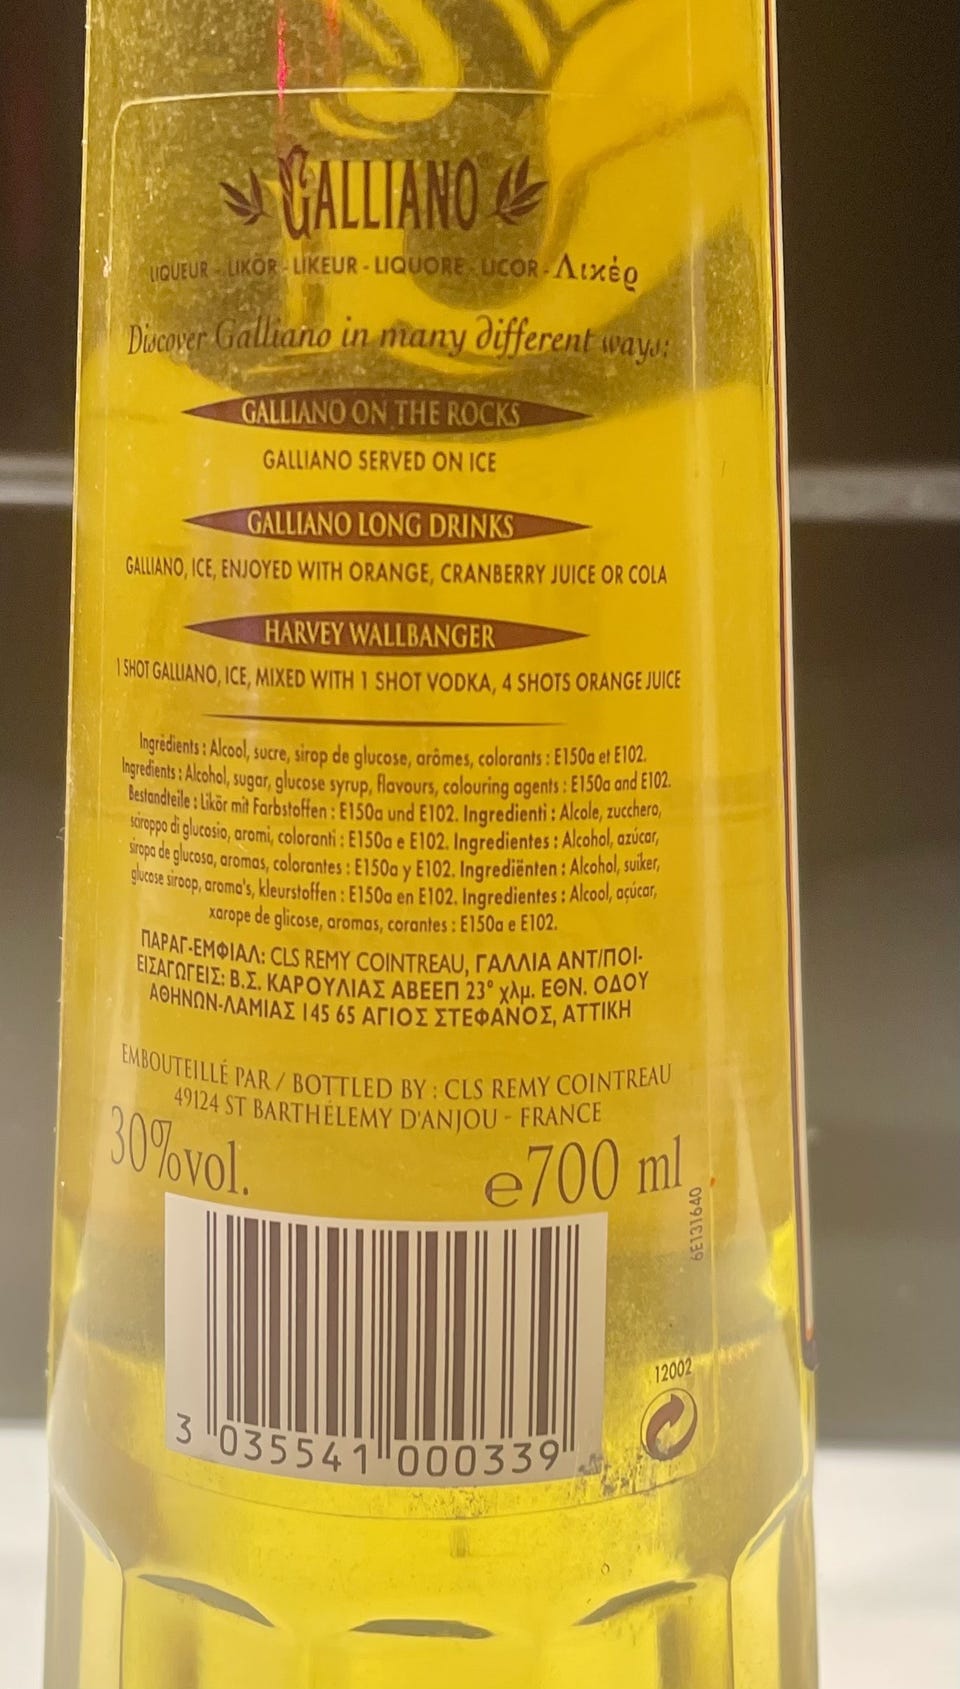 GALLIANO
LIQUEUR - LIKÖR - LIKEUR - LIQUORE - LICOR - Λικέρ
Discover Galliano in many different ways:
GALLIANO ON THE ROCKS
GALLIANO SERVED ON ICE
GALLIANO LONG DRINKS
GALLIANO, ICE, ENJOYED WITH ORANGE, CRANBERRY JUICE OR COLA
HARVEY WALLBANGER
1 SHOT GALLIANO, ICE, MIXED WITH 1 SHOT VODKA, 4 SHOTS ORANGE JUICE
Ingrédients : Alcool, sucre, sirop de glucose, arômes, colorants : E150a et E102.
Ingredients : Alcohol, sugar, glucose syrup, flavours, colouring agents : E150a and E102.
Bestandteile : Likör mit Farbstoffen : E150a und E102. Ingredienti : Alcole, zucchero,
sciroppo di glucosio, aromi, coloranti : E150a e E102. Ingredientes : Alcohol, azúcar,
siropa de glucosa, aromas, colorantes : E150a y E102. Ingrediënten : Alcohol, suiker,
glucose siroop, aroma's, kleurstoffen : E150a en E102. Ingredientes : Alcool, açúcar,
xarope de glicose, aromas, corantes : E150a e E102.
ΠΑΡΑΓ-ΕΜΦΙΑΛ: CLS REMY COINTREAU, ΓΑΛΛΙΑ ΑΝΤ/ΠΟΙ-
ΕΙΣΑΓΩΓΕΙΣ: Β.Σ. ΚΑΡΟΥΛΙΑΣ ΑΒΕΕΠ 23° χλμ. ΕΘΝ. ΟΔΟΥ
ΑΘΗΝΩΝ-ΛΑΜΙΑΣ 145 65 ΑΓΙΟΣ ΣΤΕΦΑΝΟΣ, ΑΤΤΙΚΗ
EMBOUTEILLÉ PAR / BOTTLED BY : CLS REMY COINTREAU
49124 ST BARTHÉLEMY D'ANJOU - FRANCE
30%vol.
℮700 ml
6E131640
12002
3 035541 000339